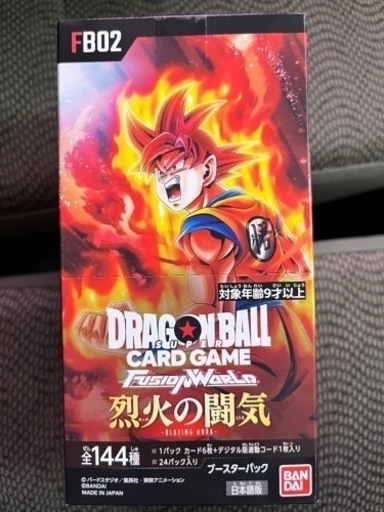 FB02
たいしょうねんれい さいいじょう
対象年齢9才以上
DRAGON BALL
SUPER
CARD GAME
FUSION WORLD
烈火の闘気
-BLAZING AURA-
ぜん しゅ
全144種
※1パック カード6枚+デジタル版連動コード1枚入り
※24パック入り
ブースターパック
©バードスタジオ/集英社・東映アニメーション
©BANDAI
MADE IN JAPAN
日本語版
BANDAI